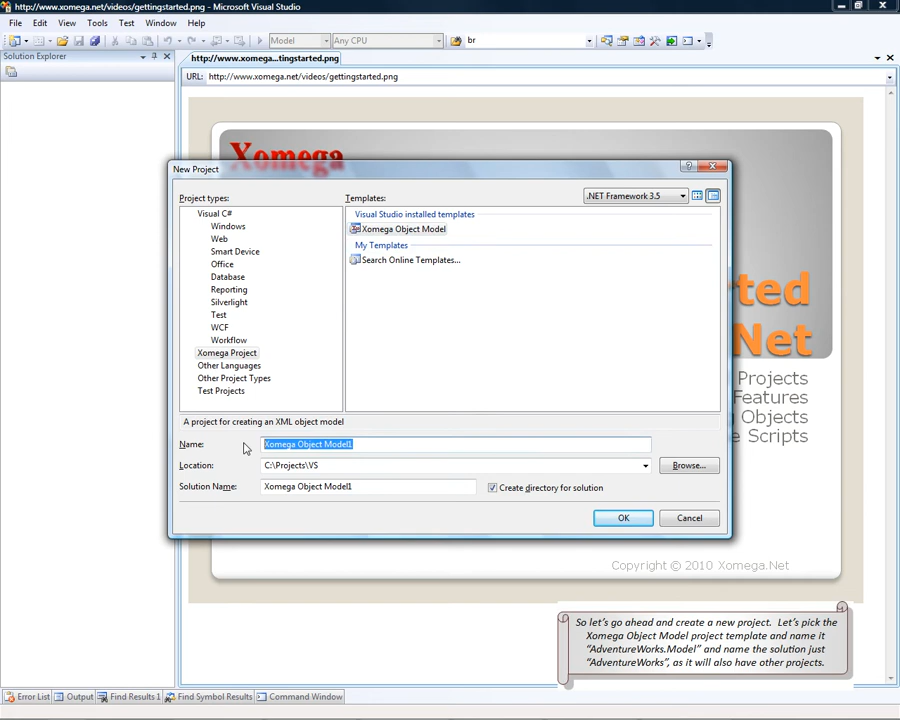 http://www.xomega.net/videos/gettingstarted.png - Microsoft Visual Studio
File Edit View Tools Test Window Help
Model Any CPU br
Solution Explorer
http://www.xomega...tingstarted.png
URL: http://www.xomega.net/videos/gettingstarted.png
Xomega
New Project
Project types:
Templates:
.NET Framework 3.5
Visual C#
Windows
Web
Smart Device
Office
Database
Reporting
Silverlight
Test
WCF
Workflow
Xomega Project
Other Languages
Other Project Types
Test Projects
Visual Studio installed templates
Xomega Object Model
My Templates
Search Online Templates...
A project for creating an XML object model
Name: Xomega Object Model1
Location: C:\Projects\VS Browse...
Solution Name: Xomega Object Model1 Create directory for solution
OK Cancel
rted
Net
Projects
Features
Objects
Scripts
Copyright © 2010 Xomega.Net
So let's go ahead and create a new project. Let's pick the
Xomega Object Model project template and name it
"AdventureWorks.Model" and name the solution just
"AdventureWorks", as it will also have other projects.
Error List Output Find Results 1 Find Symbol Results Command Window